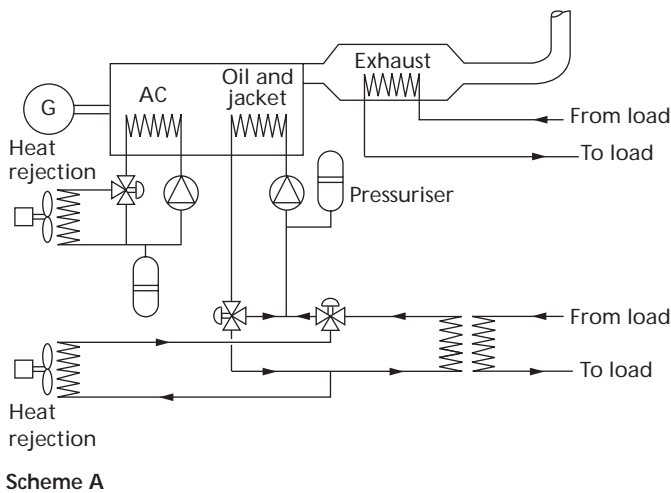 Exhaust
Oil and
jacket
AC
G
From load
To load
Heat
rejection
Pressuriser
From load
To load
Heat
rejection
Scheme A